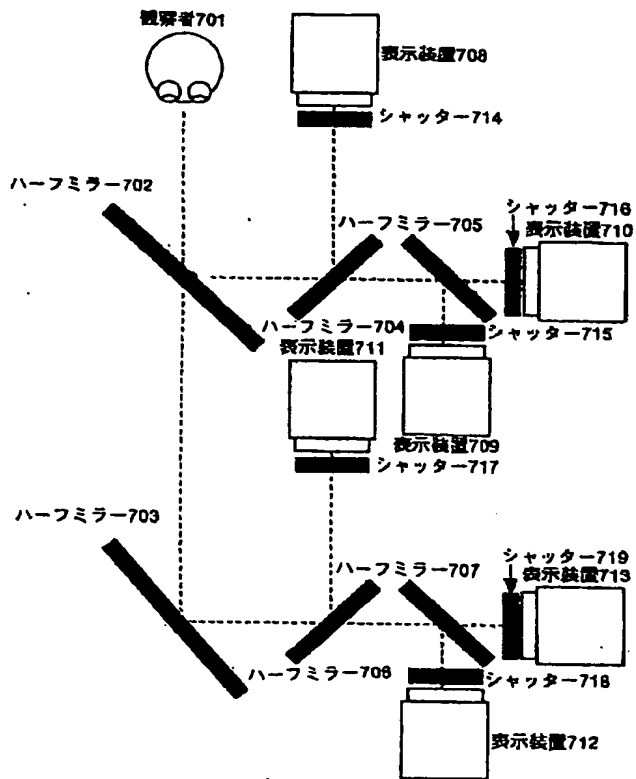 観察者701
表示装置708
シャッター714
ハーフミラー702
シャッター716
表示装置710
ハーフミラー705
ハーフミラー704
シャッター715
表示装置711
表示装置709
シャッター717
ハーフミラー703
シャッター719
表示装置713
ハーフミラー707
ハーフミラー706
シャッター718
表示装置712